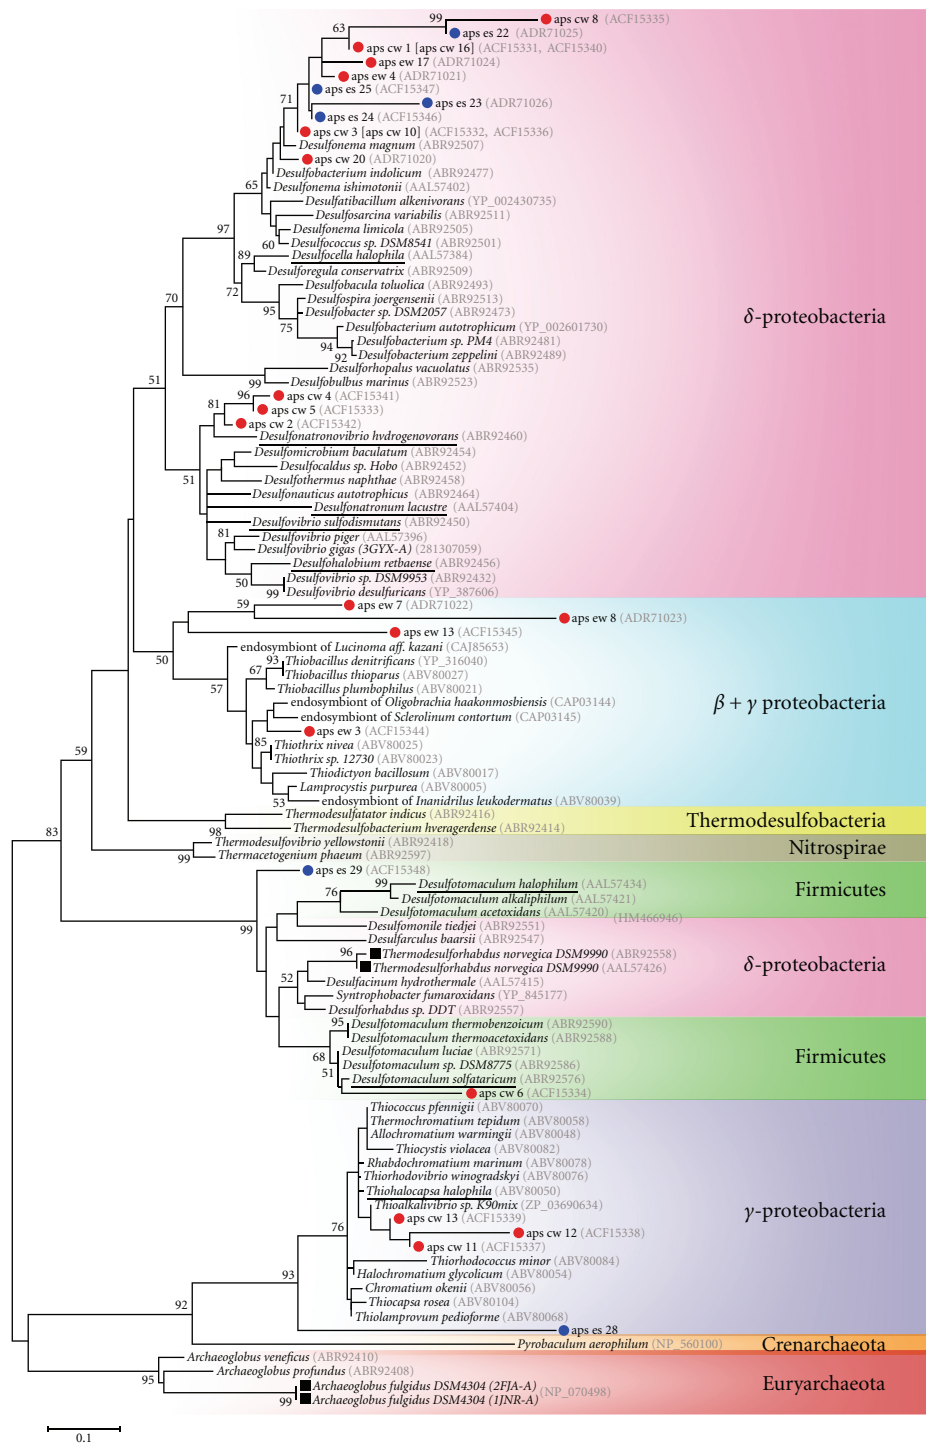 99
aps cw 8 (ACF15335)
63
aps es 22 (ADR71025)
aps cw 1 [aps cw 16] (ACF15331, ACF15340)
aps ew 17 (ADR71024)
aps ew 4 (ADR71021)
aps es 25 (ACF15347)
71
aps es 23 (ADR71026)
aps es 24 (ACF15346)
aps cw 3 [aps cw 10] (ACF15332, ACF15336)
Desulfonema magnum (ABR92507)
aps cw 20 (ADR71020)
Desulfobacterium indolicum (ABR92477)
65
Desulfonema ishimotonii (AAL57402)
Desulfatibacillum alkenivorans (YP_002430735)
Desulfosarcina variabilis (ABR92511)
97
Desulfonema limicola (ABR92505)
60
Desulfococcus sp. DSM8541 (ABR92501)
89
Desulfocella halophila (AAL57384)
Desulforegula conservatrix (ABR92509)
72
Desulfobacula toluolica (ABR92493)
70
Desulfospira joergensenii (ABR92513)
95
Desulfobacter sp. DSM2057 (ABR92473)
δ-proteobacteria
75
Desulfobacterium autotrophicum (YP_002601730)
94
Desulfobacterium sp. PM4 (ABR92481)
92
Desulfobacterium zeppelini (ABR92489)
Desulforhopalus vacuolatus (ABR92535)
51
99
Desulfobulbus marinus (ABR92523)
96
aps cw 4 (ACF15341)
81
aps cw 5 (ACF15333)
aps cw 2 (ACF15342)
Desulfonatronovibrio hvdrogenovorans (ABR92460)
Desulfomicrobium baculatum (ABR92454)
Desulfocaldus sp. Hobo (ABR92452)
51
Desulfothermus naphthae (ABR92458)
Desulfonauticus autotrophicus (ABR92464)
Desulfonatronum lacustre (AAL57404)
Desulfovibrio sulfodismutans (ABR92450)
81
Desulfovibrio piger (AAL57396)
Desulfovibrio gigas (3GYX-A) (281307059)
Desulfohalobium retbaense (ABR92456)
50
Desulfovibrio sp. DSM9953 (ABR92432)
99
Desulfovibrio desulfuricans (YP_387606)
59
aps ew 7 (ADR71022)
aps ew 8 (ADR71023)
aps ew 13 (ACF15345)
50
endosymbiont of Lucinoma aff. kazani (CAJ85653)
93
Thiobacillus denitrificans (YP_316040)
67
Thiobacillus thioparus (ABV80027)
57
Thiobacillus plumbophilus (ABV80021)
endosymbiont of Oligobrachia haakonmosbiensis (CAP03144)
β + γ proteobacteria
endosymbiont of Sclerolinum contortum (CAP03145)
aps ew 3 (ACF15344)
85
Thiothrix nivea (ABV80025)
59
Thiothrix sp. 12730 (ABV80023)
Thiodictyon bacillosum (ABV80017)
Lamprocystis purpurea (ABV80005)
53
endosymbiont of Inanidrilus leukodermatus (ABV80039)
Thermodesulfatator indicus (ABR92416)
Thermodesulfobacteria
98
Thermodesulfobacterium hveragerdense (ABR92414)
83
Thermodesulfovibrio yellowstonii (ABR92418)
Nitrospirae
99
Thermacetogenium phaeum (ABR92597)
aps es 29 (ACF15348)
99
Desulfotomaculum halophilum (AAL57434)
Firmicutes
76
Desulfotomaculum alkaliphilum (AAL57421)
Desulfotomaculum acetoxidans (AAL57420)
(HM466946)
99
Desulfomonile tiedjei (ABR92551)
Desulfarculus baarsii (ABR92547)
96
Thermodesulforhabdus norvegica DSM9990 (ABR92558)
δ-proteobacteria
Thermodesulforhabdus norvegica DSM9990 (AAL57426)
52
Desulfacinum hydrothermale (AAL57415)
Syntrophobacter fumaroxidans (YP_845177)
Desulforhabdus sp. DDT (ABR92557)
95
Desulfotomaculum thermobenzoicum (ABR92590)
Desulfotomaculum thermoacetoxidans (ABR92588)
68
Desulfotomaculum luciae (ABR92571)
Firmicutes
51
Desulfotomaculum sp. DSM8775 (ABR92586)
Desulfotomaculum solfataricum (ABR92576)
aps cw 6 (ACF15334)
Thiococcus pfennigii (ABV80070)
Thermochromatium tepidum (ABV80058)
Allochromatium warmingii (ABV80048)
Thiocystis violacea (ABV80082)
Rhabdochromatium marinum (ABV80078)
Thiorhodovibrio winogradskyi (ABV80076)
Thiohalocapsa halophila (ABV80050)
Thioalkalivibrio sp. K90mix (ZP_03690634)
γ-proteobacteria
aps cw 13 (ACF15339)
76
aps cw 12 (ACF15338)
aps cw 11 (ACF15337)
Thiorhodococcus minor (ABV80084)
93
Halochromatium glycolicum (ABV80054)
Chromatium okenii (ABV80056)
92
Thiocapsa rosea (ABV80104)
Thiolamprovum pedioforme (ABV80068)
aps es 28
Pyrobaculum aerophilum (NP_560100)
Crenarchaeota
Archaeoglobus veneficus (ABR92410)
Archaeoglobus profundus (ABR92408)
95
Euryarchaeota
Archaeoglobus fulgidus DSM4304 (2FJA-A)
(NP_070498)
99
Archaeoglobus fulgidus DSM4304 (1JNR-A)
0.1